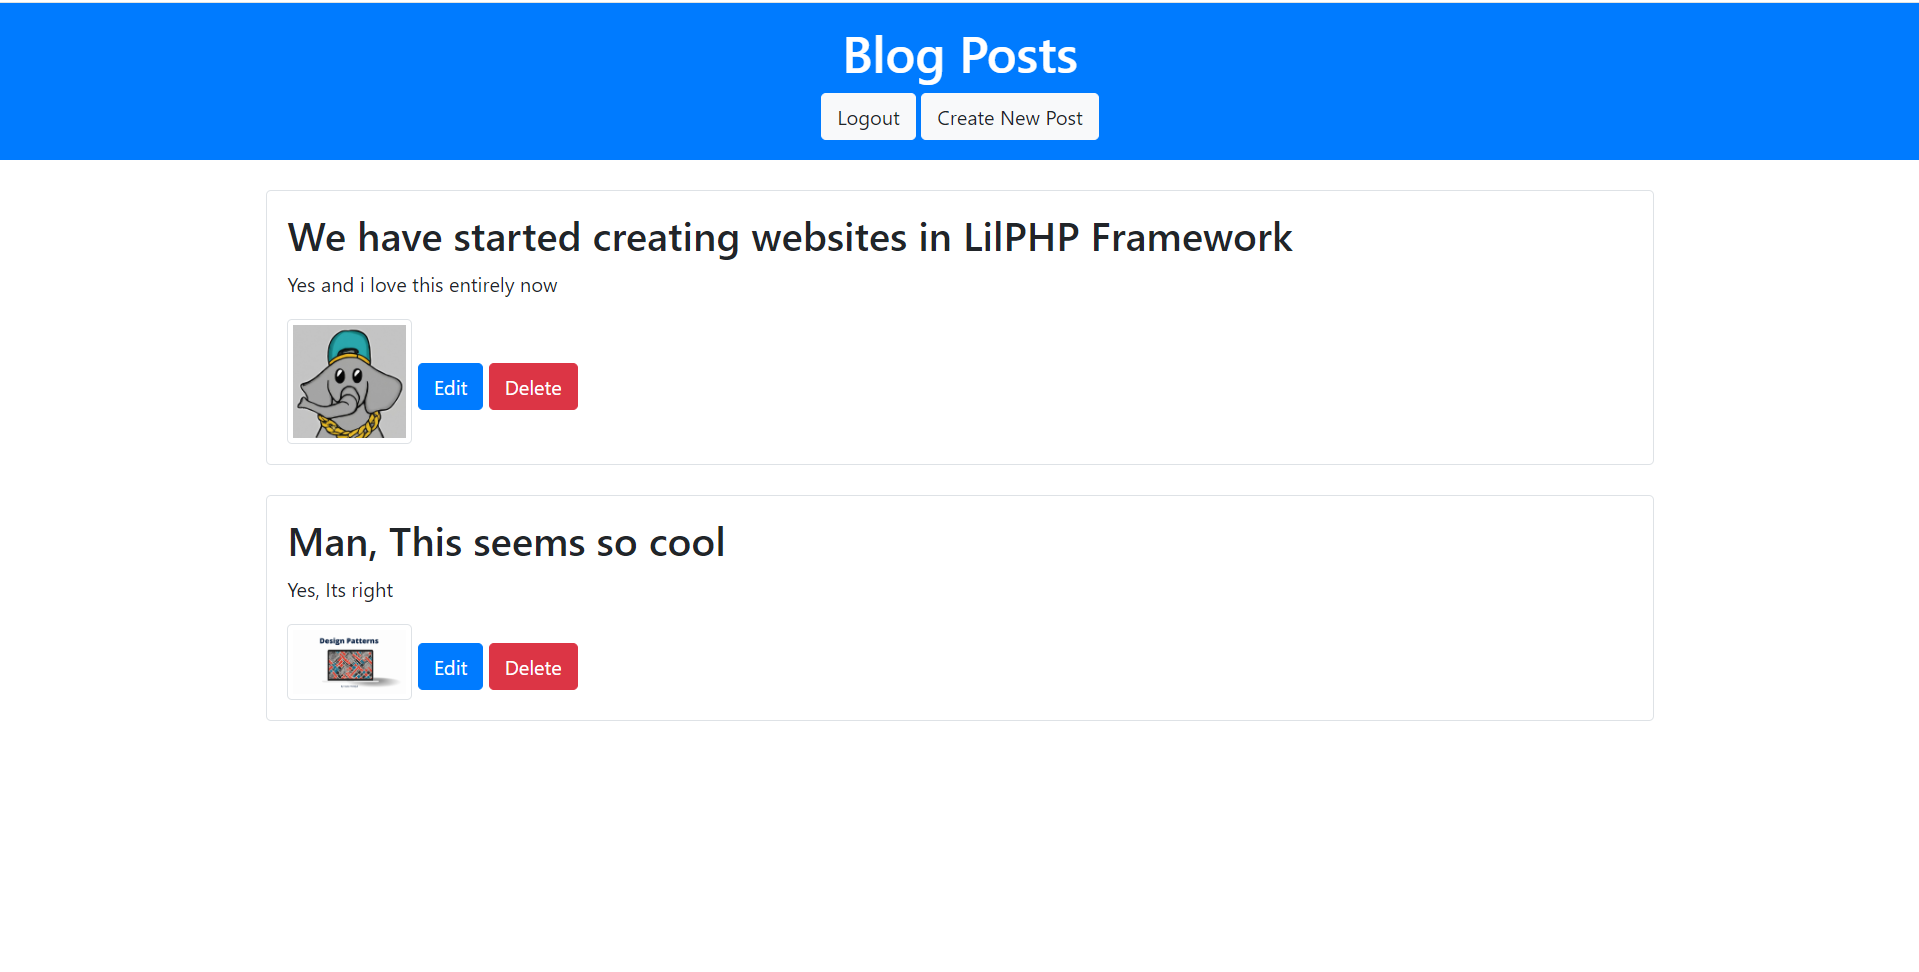 Blog Posts
Logout Create New Post
We have started creating websites in LilPHP Framework
Yes and i love this entirely now
Edit Delete
Man, This seems so cool
Yes, Its right
Design Patterns
Edit Delete